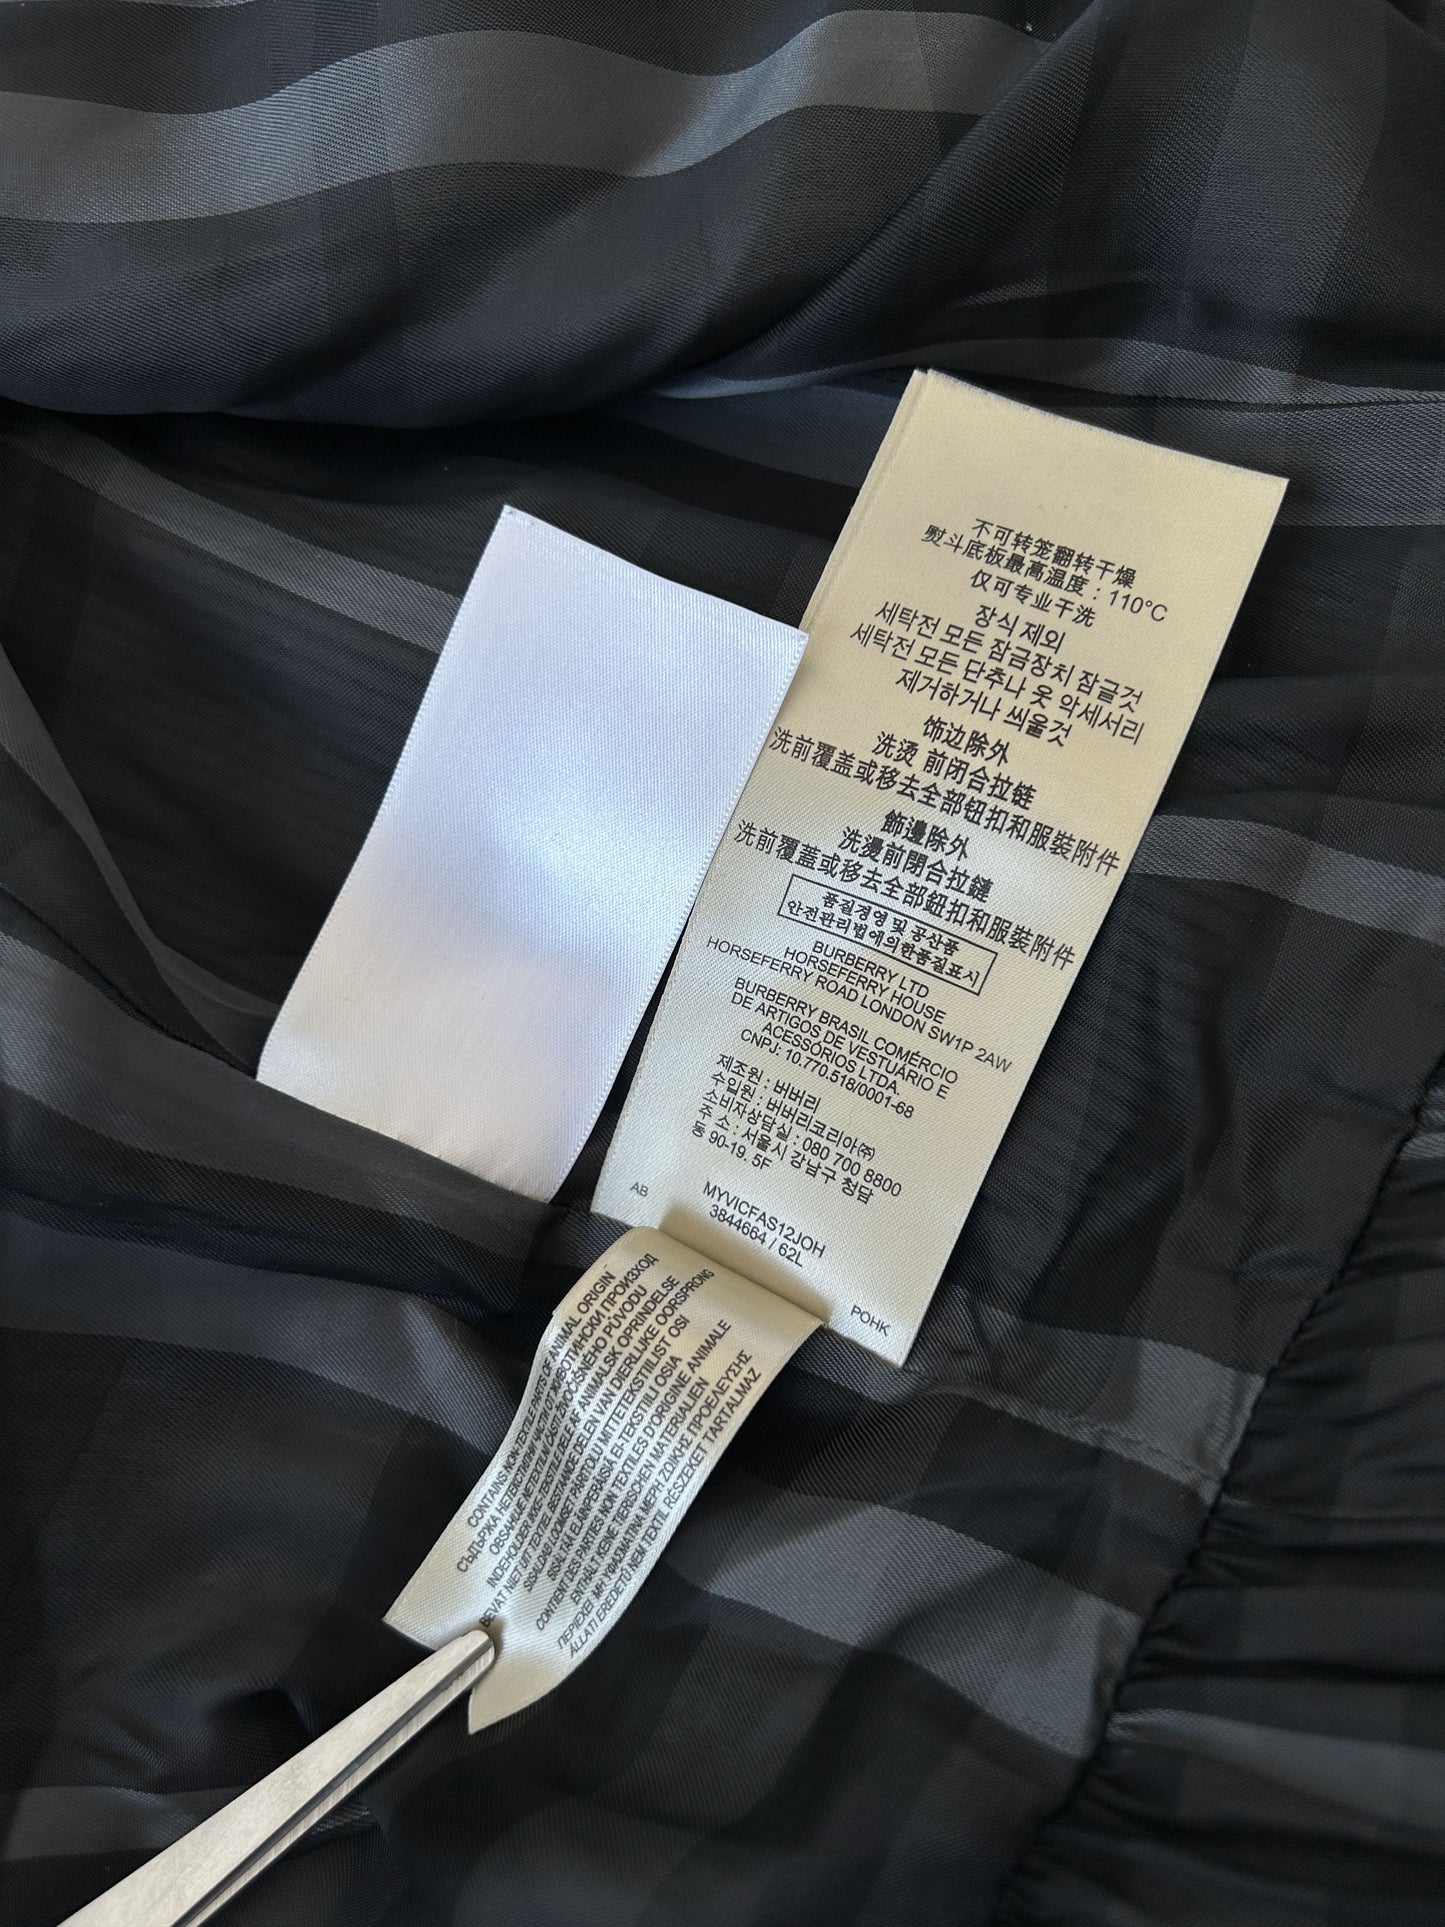 不可转笼翻转干燥
熨斗底板最高温度：110°C
仅可专业干洗
장식 제외
세탁전 모든 잠금장치 잠글것
세탁전 모든 단추나 옷 악세서리
제거하거나 씌울것
饰边除外
洗烫 前闭合拉链
洗前覆盖或移去全部钮扣和服裝附件
飾邊除外
洗燙前閉合拉鏈
洗前覆蓋或移去全部鈕扣和服裝附件
품질경영 및 공산품
안전관리법에의한품질표시
BURBERRY LTD
HORSEFERRY HOUSE
HORSEFERRY ROAD LONDON SW1P 2AW
BURBERRY BRASIL COMÉRCIO
DE ARTIGOS DE VESTUÁRIO E
ACESSÓRIOS LTDA.
CNPJ: 10.770.518/0001-68
제조원 : 버버리
수입원 : 버버리코리아㈜
소비자상담실 : 080 700 8800
주 소 : 서울시 강남구 청담
동 90-19. 5F
AB
MYVICFAS12JOH
3844664 / 62L
POHK
CONTAINS NON-TEXTILE PARTS OF ANIMAL ORIGIN
СЪДЪРЖА НЕТЕКСТИЛНИ ЧАСТИ ОТ ЖИВОТИНСКИ ПРОИЗХОД
OBSAHUJE NETEXTILNÍ ČÁSTI ŽIVOČIŠNÉHO PŮVODU
INDEHOLDER IKKE-TEKSTILE DELE AF ANIMALSK OPRINDELSE
BEVAT NIET UIT TEXTIEL BESTAANDE DELEN VAN DIERLIJKE OORSPRONG
SISALDAB LOOMSET PÄRITOLU MITTETEKSTIILIST OSI
SISÄLTÄÄ ELÄINPERÄISIÄ EI-TEKSTIILI OSIA
CONTIENT DES PARTIES NON TEXTILES D'ORIGINE ANIMALE
ENTHÄLT KEINE TIERISCHEN MATERIALIEN
ΠΕΡΙΕΧΕΙ ΜΗ ΥΦΑΣΜΑΤΙΝΑ ΜΕΡΗ ΖΩΙΚΗΣ ΠΡΟΕΛΕΥΣΗΣ
ÁLLATI EREDETŰ NEM TEXTIL RÉSZEKET TARTALMAZ